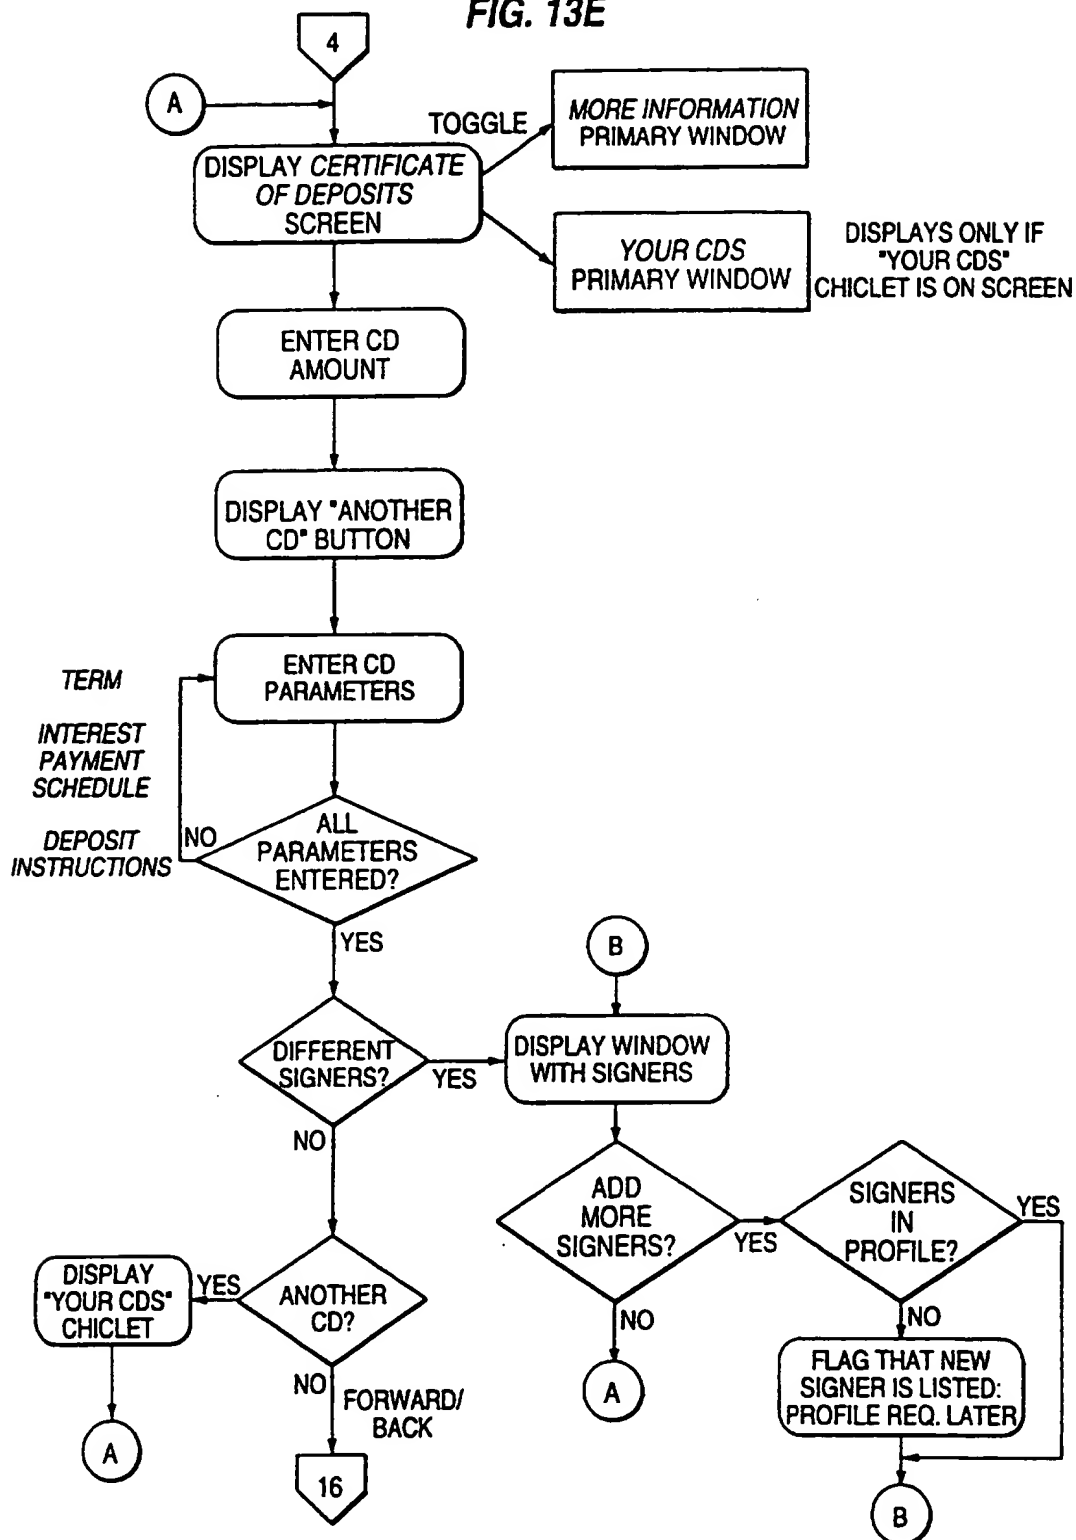 FIG. 13E
4
A
TOGGLE
MORE INFORMATION
PRIMARY WINDOW
DISPLAY CERTIFICATE
OF DEPOSITS
SCREEN
YOUR CDS
PRIMARY WINDOW
DISPLAYS ONLY IF
"YOUR CDS"
CHICLET IS ON SCREEN
ENTER CD
AMOUNT
DISPLAY "ANOTHER
CD" BUTTON
ENTER CD
PARAMETERS
TERM
INTEREST
PAYMENT
SCHEDULE
DEPOSIT
INSTRUCTIONS
NO
ALL
PARAMETERS
ENTERED?
YES
B
DIFFERENT
SIGNERS?
YES
DISPLAY WINDOW
WITH SIGNERS
NO
ADD
MORE
SIGNERS?
YES
SIGNERS
IN
PROFILE?
YES
DISPLAY
"YOUR CDS"
CHICLET
YES
ANOTHER
CD?
NO
NO
FLAG THAT NEW
SIGNER IS LISTED:
PROFILE REQ. LATER
A
NO
FORWARD/
BACK
A
16
B